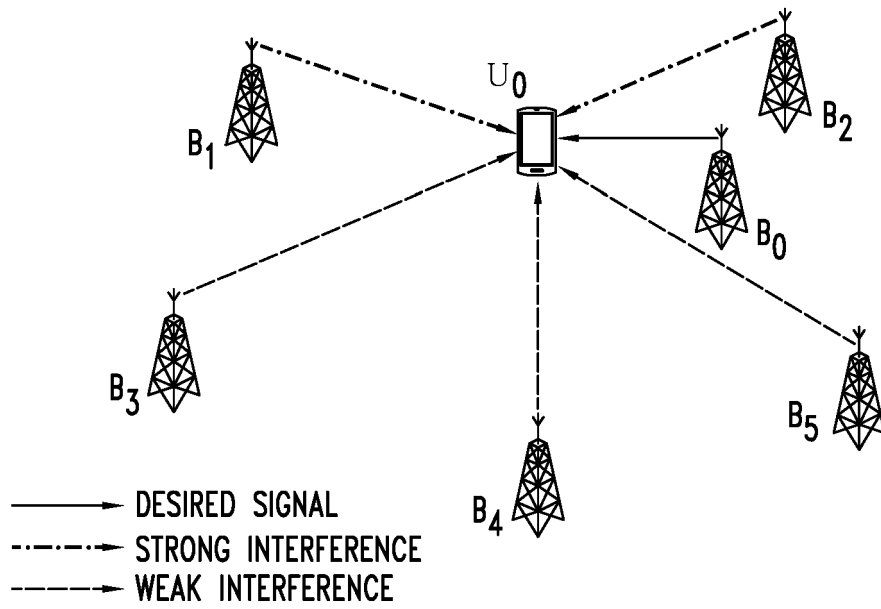 U0
B1
B2
B0
B3
B5
B4
DESIRED SIGNAL
STRONG INTERFERENCE
WEAK INTERFERENCE